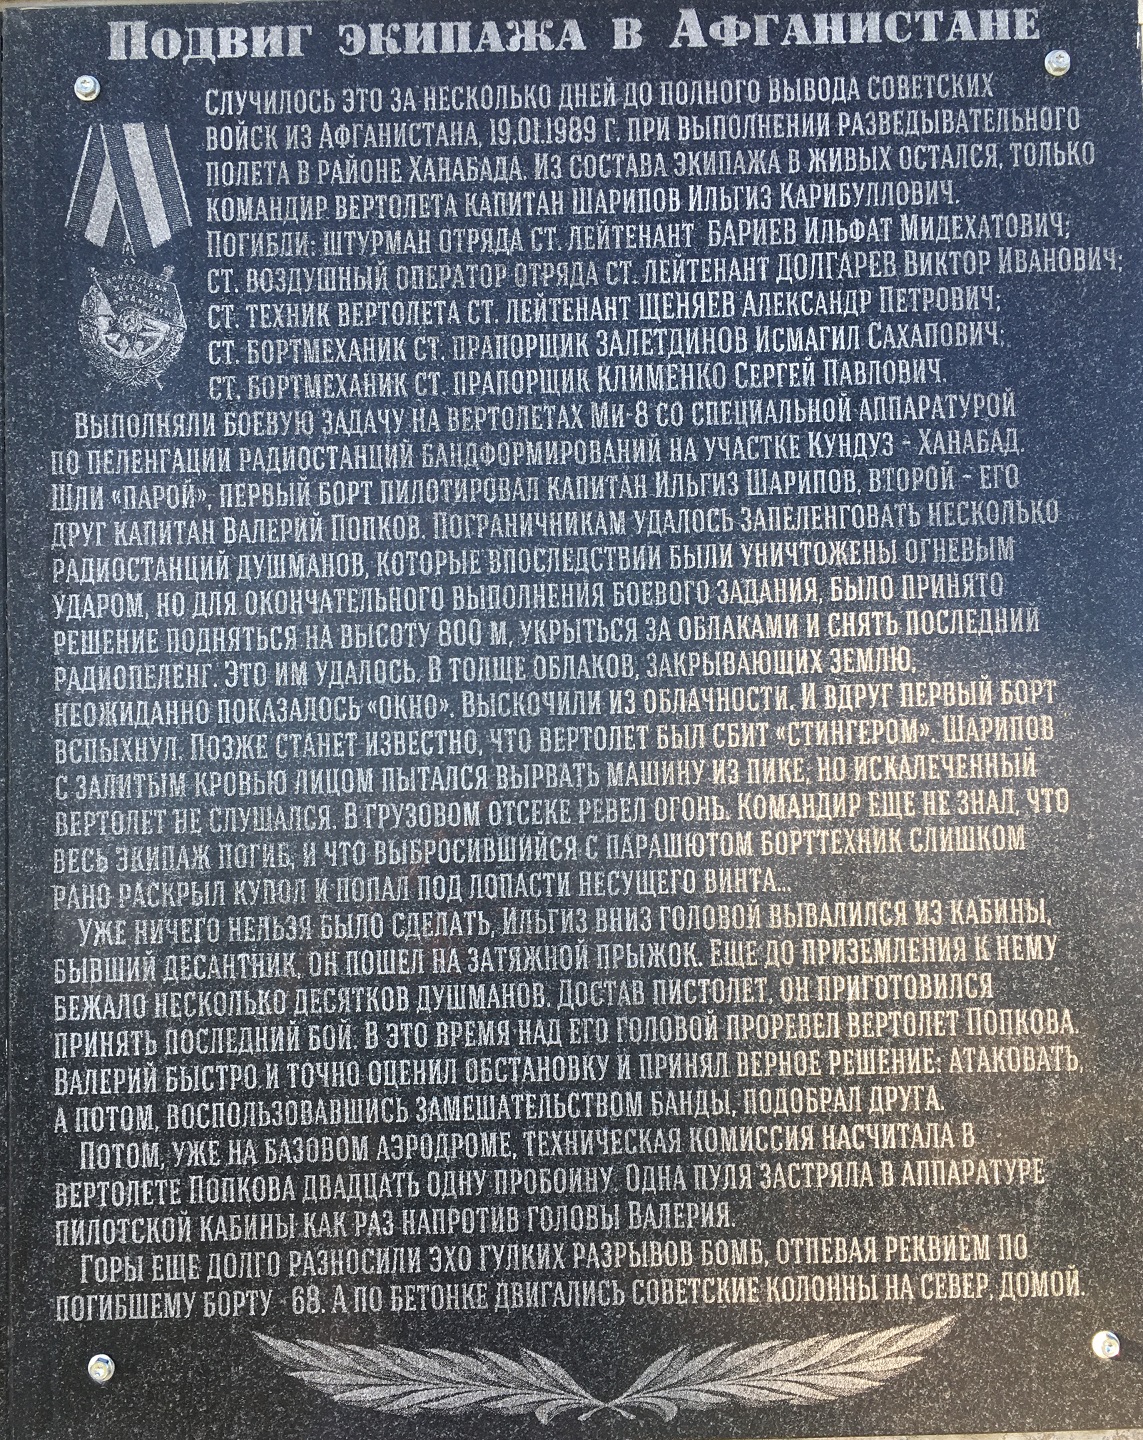 Подвиг экипажа в Афганистане
Случилось это за несколько дней до полного вывода советских
войск из Афганистана, 19.01.1989 г. при выполнении разведывательного
полета в районе Ханабада. Из состава экипажа в живых остался, только
командир вертолета капитан Шарипов Ильгиз Карибуллович.
Погибли: штурман отряда ст. лейтенант Бариев Ильфат Мидехатович;
ст. воздушный оператор отряда ст. лейтенант Долгарев Виктор Иванович;
ст. техник вертолета ст. лейтенант Щеняев Александр Петрович;
ст. бортмеханик ст. прапорщик Залетдинов Исмагил Сахапович;
ст. бортмеханик ст. прапорщик Клименко Сергей Павлович.
Выполняли боевую задачу на вертолетах Ми-8 со специальной аппаратурой
по пеленгации радиостанций бандформирований на участке Кундуз - Ханабад.
Шли «парой», первый борт пилотировал капитан Ильгиз Шарипов, второй - его
друг капитан Валерий Попков. Пограничникам удалось запеленговать несколько
радиостанций душманов, которые впоследствии были уничтожены огневым
ударом, но для окончательного выполнения боевого задания, было принято
решение подняться на высоту 800 м, укрыться за облаками и снять последний
радиопеленг. Это им удалось. В толще облаков, закрывающих землю,
неожиданно показалось «окно». Выскочили из облачности. И вдруг первый борт
вспыхнул. Позже станет известно, что вертолет был сбит «Стингером». Шарипов
с залитым кровью лицом пытался вырвать машину из пике, но искалеченный
вертолет не слушался. В грузовом отсеке ревел огонь. Командир еще не знал, что
весь экипаж погиб, и что выбросившийся с парашютом борттехник слишком
рано раскрыл купол и попал под лопасти несущего винта...
Уже ничего нельзя было сделать, Ильгиз вниз головой вывалился из кабины,
бывший десантник, он пошел на затяжной прыжок. Еще до приземления к нему
бежало несколько десятков душманов. Достав пистолет, он приготовился
принять последний бой. В это время над его головой проревел вертолет Попкова.
Валерий быстро и точно оценил обстановку и принял верное решение: атаковать,
а потом, воспользовавшись замешательством банды, подобрал друга.
Потом, уже на базовом аэродроме, техническая комиссия насчитала в
вертолете Попкова двадцать одну пробоину. Одна пуля застряла в аппаратуре
пилотской кабины как раз напротив головы Валерия.
Горы еще долго разносили эхо гулких разрывов бомб, отпевая реквием по
погибшему борту - 68. А по бетонке двигались советские колонны на север, домой.